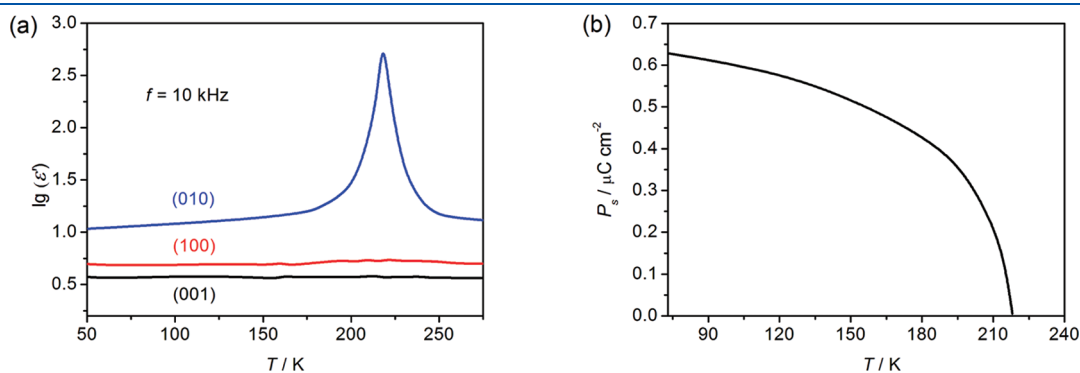 (a)
3.0
2.5
2.0
1.5
1.0
0.5
lg (ε')
f = 10 kHz
(010)
(100)
(001)
50 100 150 200 250
T / K
(b)
0.7
0.6
0.5
0.4
0.3
0.2
0.1
0.0
Ps / μC cm-2
90 120 150 180 210 240
T / K